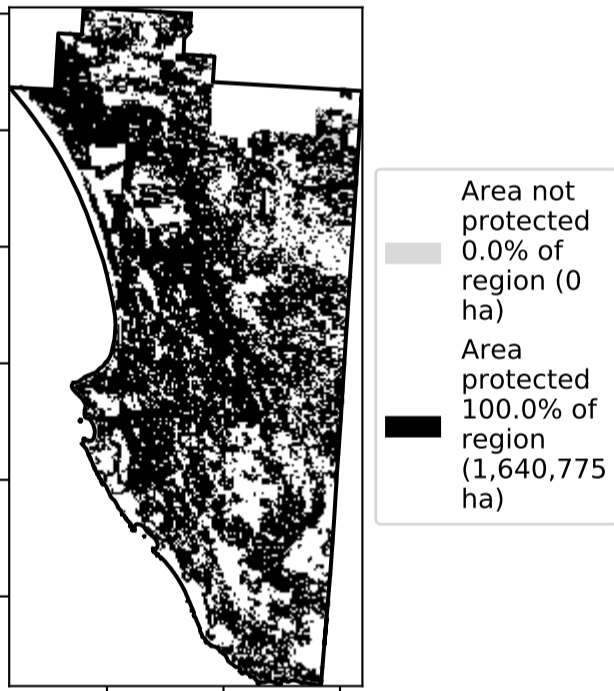 Area not
protected
0.0% of
region (0
ha)
Area
protected
100.0% of
region
(1,640,775
ha)